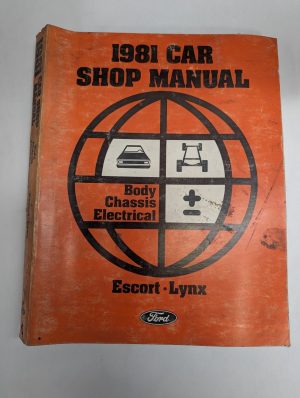 1981 CAR
SHOP MANUAL
Body
Chassis
Electrical
Escort · Lynx
Ford